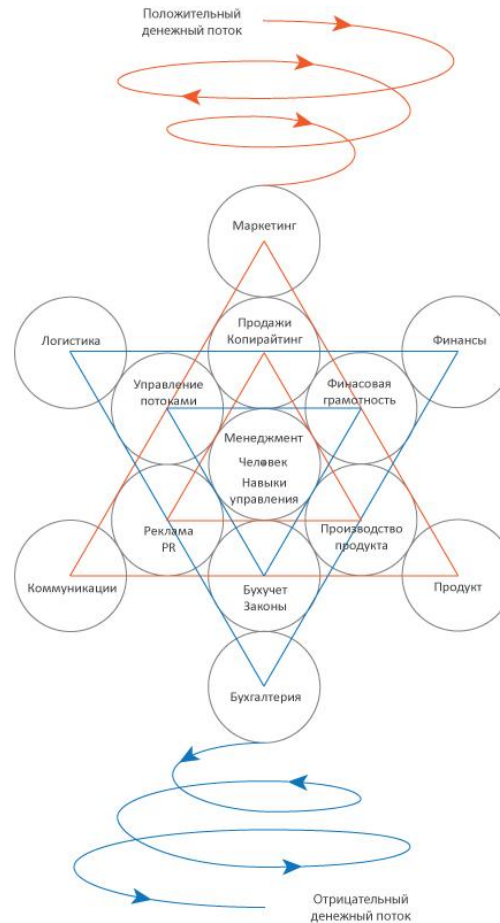 Положительный
денежный поток
Маркетинг
Продажи
Копирайтинг
Логистика
Финансы
Управление
потоками
Финасовая
грамотность
Менеджмент
Человек
Навыки
управления
Реклама
PR
Производство
продукта
Коммуникации
Бухучет
Законы
Продукт
Бухгалтерия
Отрицательный
денежный поток